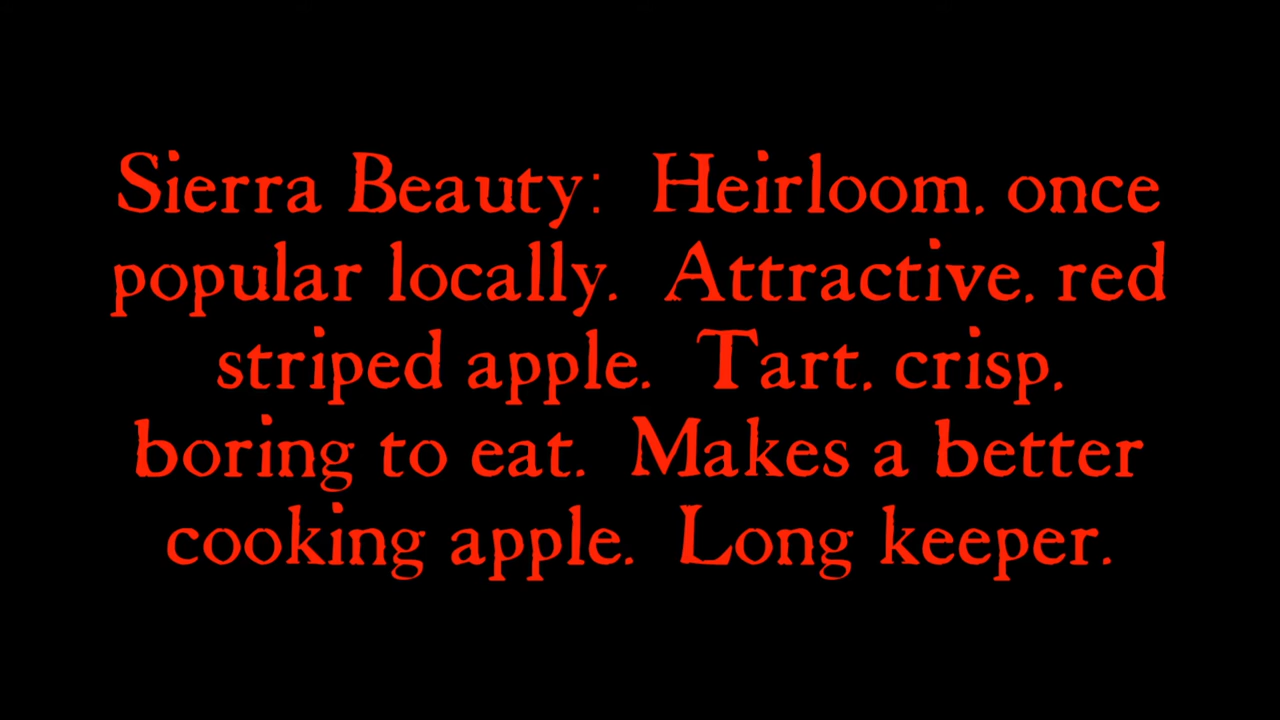 Sierra Beauty:  Heirloom, once
popular locally.  Attractive, red
striped apple.  Tart, crisp,
boring to eat.  Makes a better
cooking apple.  Long keeper.